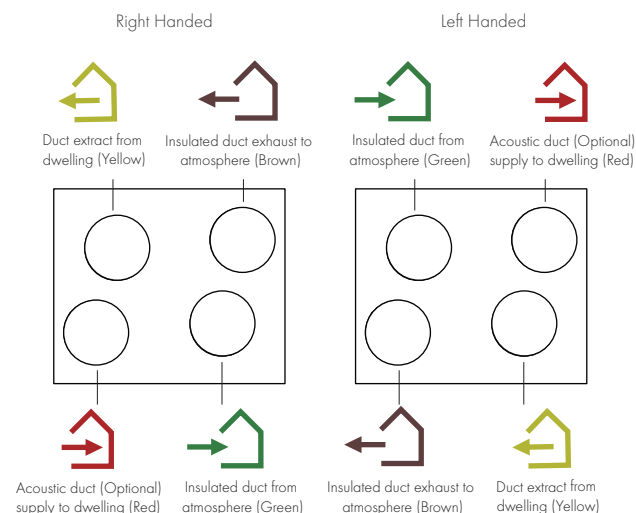 Right Handed
Left Handed
Duct extract from
dwelling (Yellow)
Insulated duct exhaust to
atmosphere (Brown)
Insulated duct from
atmosphere (Green)
Acoustic duct (Optional)
supply to dwelling (Red)
Acoustic duct (Optional)
supply to dwelling (Red)
Insulated duct from
atmosphere (Green)
Insulated duct exhaust to
atmosphere (Brown)
Duct extract from
dwelling (Yellow)